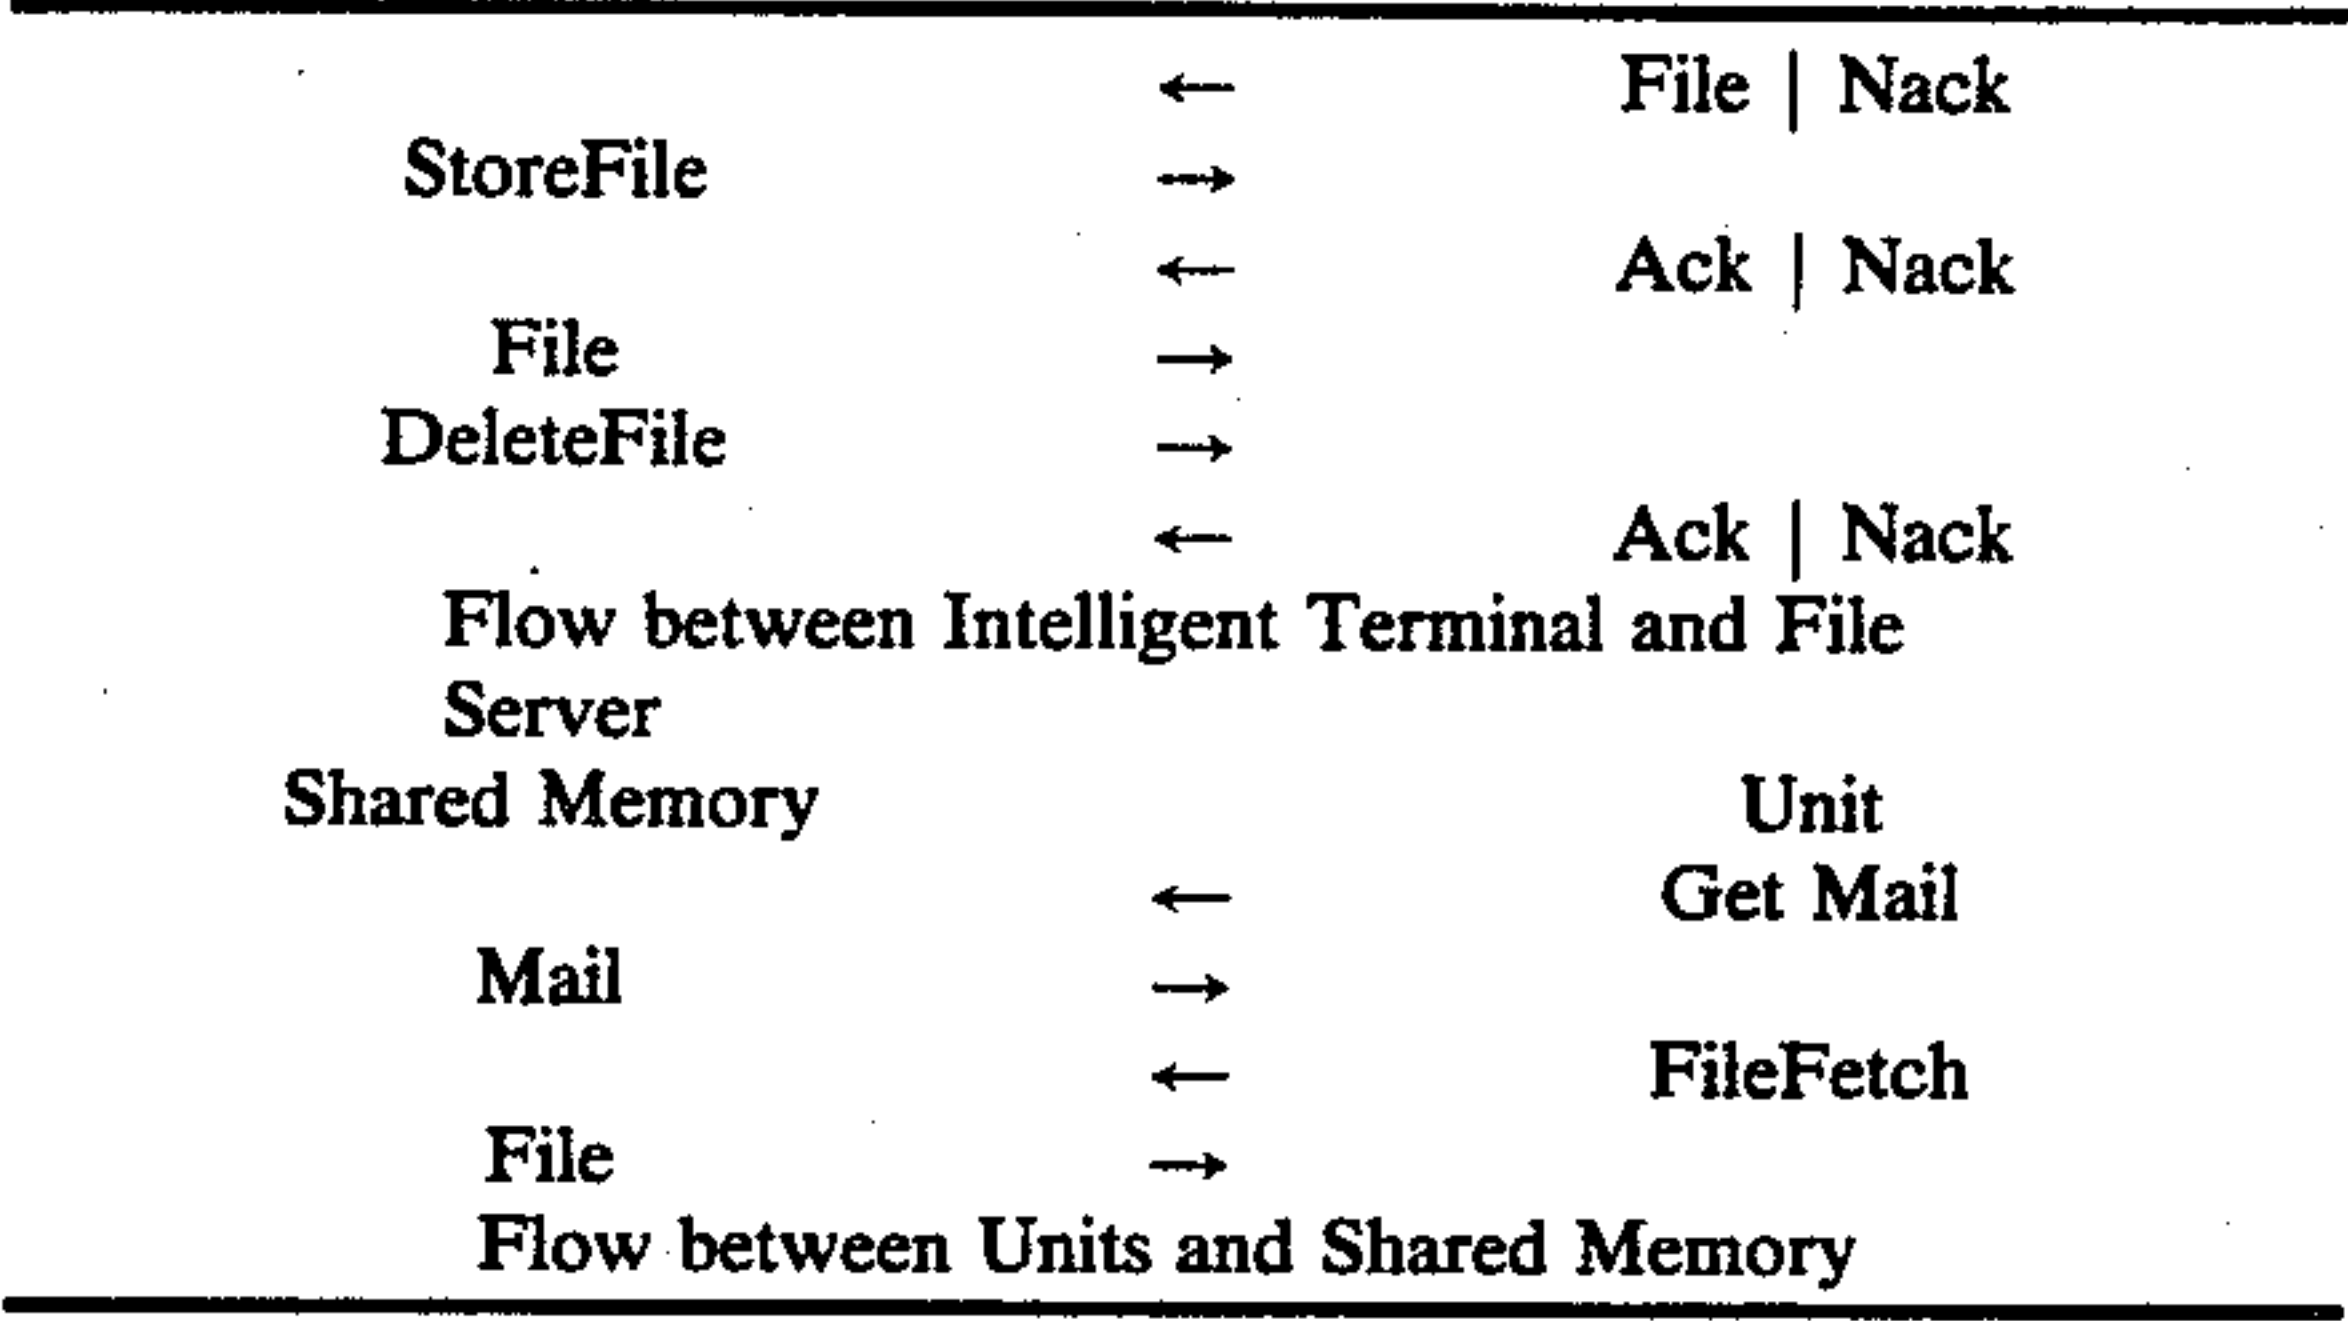 ← File | Nack
StoreFile →
← Ack | Nack
File →
DeleteFile →
← Ack | Nack
Flow between Intelligent Terminal and File
Server
Shared Memory Unit
← Get Mail
Mail →
← FileFetch
File →
Flow between Units and Shared Memory